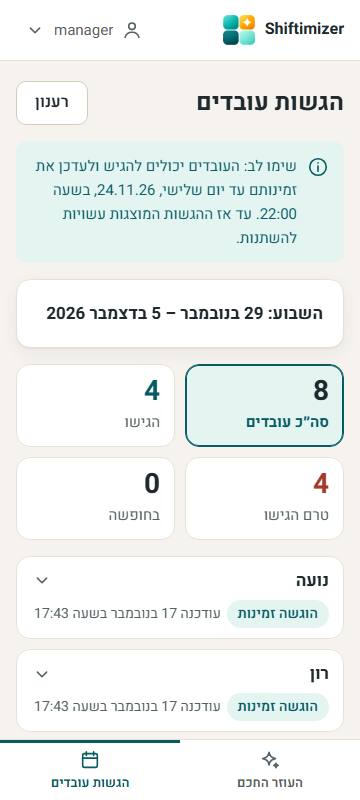 Shiftimizer
manager
הגשות עובדים
רענון
שימו לב: העובדים יכולים להגיש ולעדכן את
זמינותם עד יום שלישי, 24.11.26, בשעה
22:00. עד אז ההגשות המוצגות עשויות
להשתנות.
השבוע: 29 בנובמבר – 5 בדצמבר 2026
8
סה״כ עובדים
4
הגישו
4
טרם הגישו
0
בחופשה
נועה
הוגשה זמינות
עודכנה 17 בנובמבר בשעה 17:43
רון
הוגשה זמינות
עודכנה 17 בנובמבר בשעה 17:43
העוזר החכם
הגשות עובדים